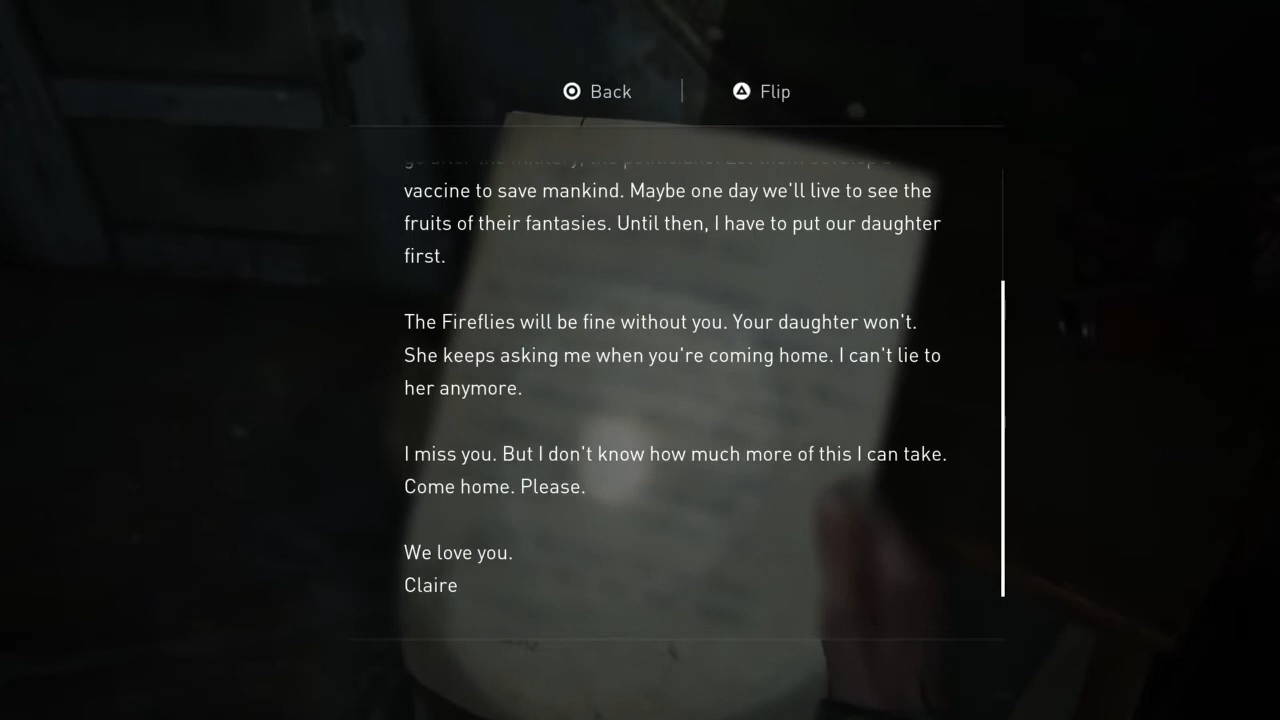 Back
Flip
vaccine to save mankind. Maybe one day we'll live to see the
fruits of their fantasies. Until then, I have to put our daughter
first.
The Fireflies will be fine without you. Your daughter won't.
She keeps asking me when you're coming home. I can't lie to
her anymore.
I miss you. But I don't know how much more of this I can take.
Come home. Please.
We love you.
Claire